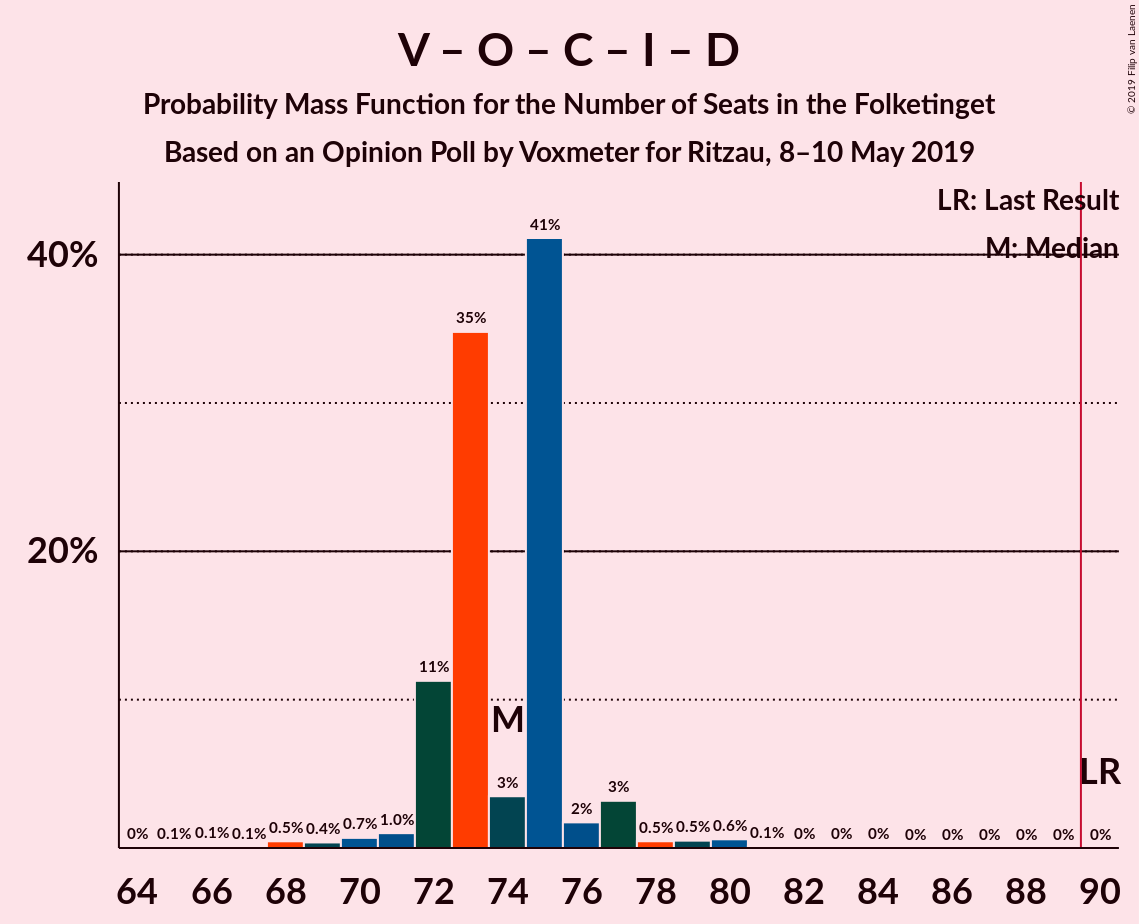 V – O – C – I – D
Probability Mass Function for the Number of Seats in the Folketinget
Based on an Opinion Poll by Voxmeter for Ritzau, 8–10 May 2019
© 2019 Filip van Laenen
LR: Last Result
M: Median
40%
20%
0% 0.1% 0.1% 0.1% 0.5% 0.4% 0.7% 1.0% 11% 35% 3% 41% 2% 3% 0.5% 0.5% 0.6% 0.1% 0% 0% 0% 0% 0% 0% 0% 0% 0%
M
LR
64 66 68 70 72 74 76 78 80 82 84 86 88 90